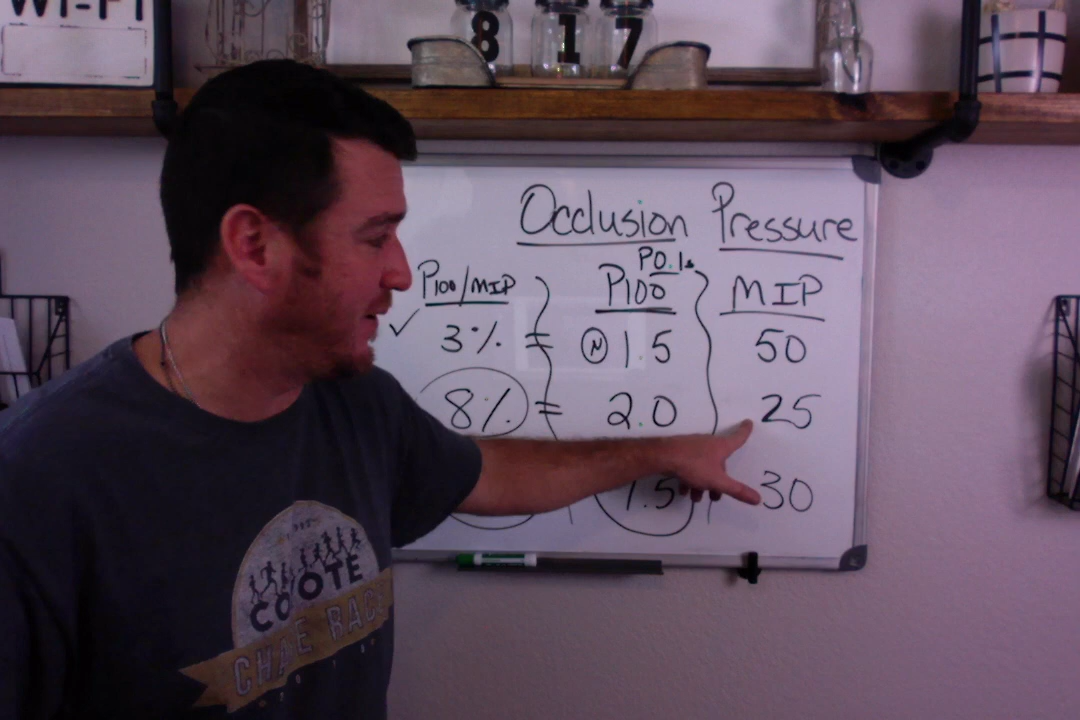 WI-FI
8 1 7
Occlusion Pressure
P0.1s
P100/MIP P100 MIP
✓ 3% = (N) 1.5 50
8% = 2.0 25
1.5 30
COOTE
CHASE RACE